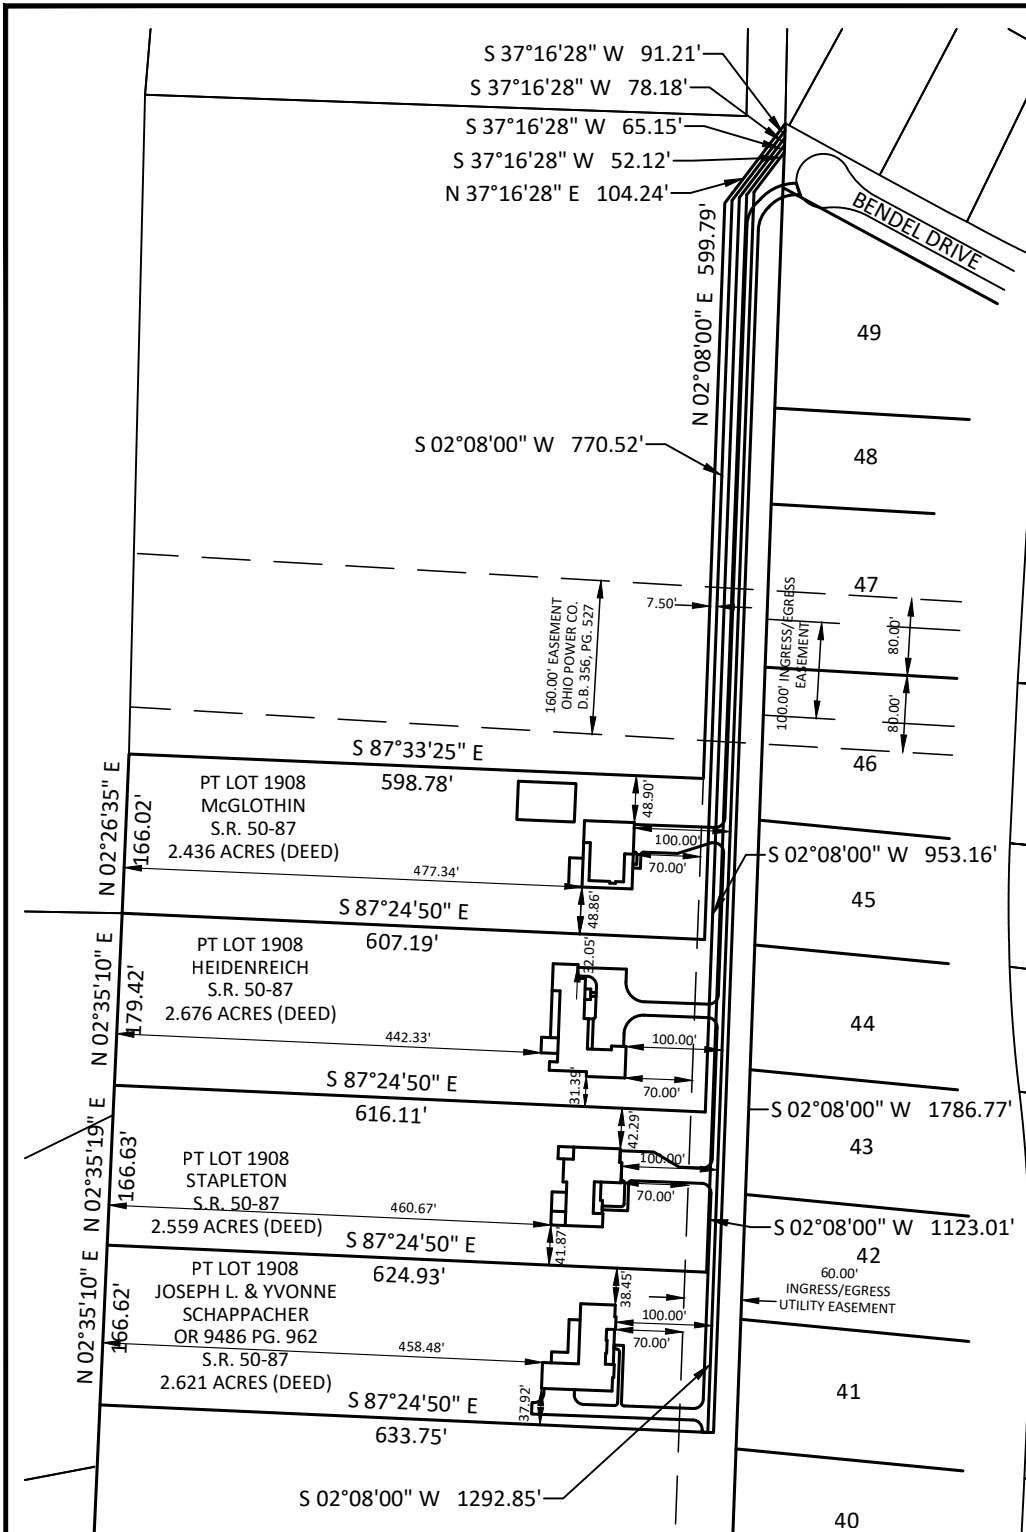 S 37°16'28" W 91.21'
S 37°16'28" W 78.18'
S 37°16'28" W 65.15'
S 37°16'28" W 52.12'
N 37°16'28" E 104.24'
BENDEL DRIVE
N 02°08'00" E 599.79'
49
S 02°08'00" W 770.52'
48
47
160.00' EASEMENT
OHIO POWER CO.
D.B. 356, PG. 527
7.50'
100.00' INGRESS/EGRESS
EASEMENT
80.00'
80.00'
46
S 87°33'25" E
598.78'
N 02°26'35" E
166.02'
PT LOT 1908
McGLOTHIN
S.R. 50-87
2.436 ACRES (DEED)
48.90'
100.00'
70.00'
477.34'
48.86'
S 02°08'00" W 953.16'
45
S 87°24'50" E
607.19'
N 02°35'10" E
179.42'
PT LOT 1908
HEIDENREICH
S.R. 50-87
2.676 ACRES (DEED)
32.05'
442.33'
100.00'
70.00'
31.39'
44
S 87°24'50" E
616.11'
S 02°08'00" W 1786.77'
43
N 02°35'19" E
166.63'
PT LOT 1908
STAPLETON
S.R. 50-87
2.559 ACRES (DEED)
42.29'
100.00'
70.00'
460.67'
41.87'
S 02°08'00" W 1123.01'
42
S 87°24'50" E
624.93'
60.00'
INGRESS/EGRESS
UTILITY EASEMENT
N 02°35'10" E
166.62'
PT LOT 1908
JOSEPH L. & YVONNE
SCHAPPACHER
OR 9486 PG. 962
S.R. 50-87
2.621 ACRES (DEED)
38.45'
100.00'
70.00'
458.48'
37.92'
41
S 87°24'50" E
633.75'
S 02°08'00" W 1292.85'
40